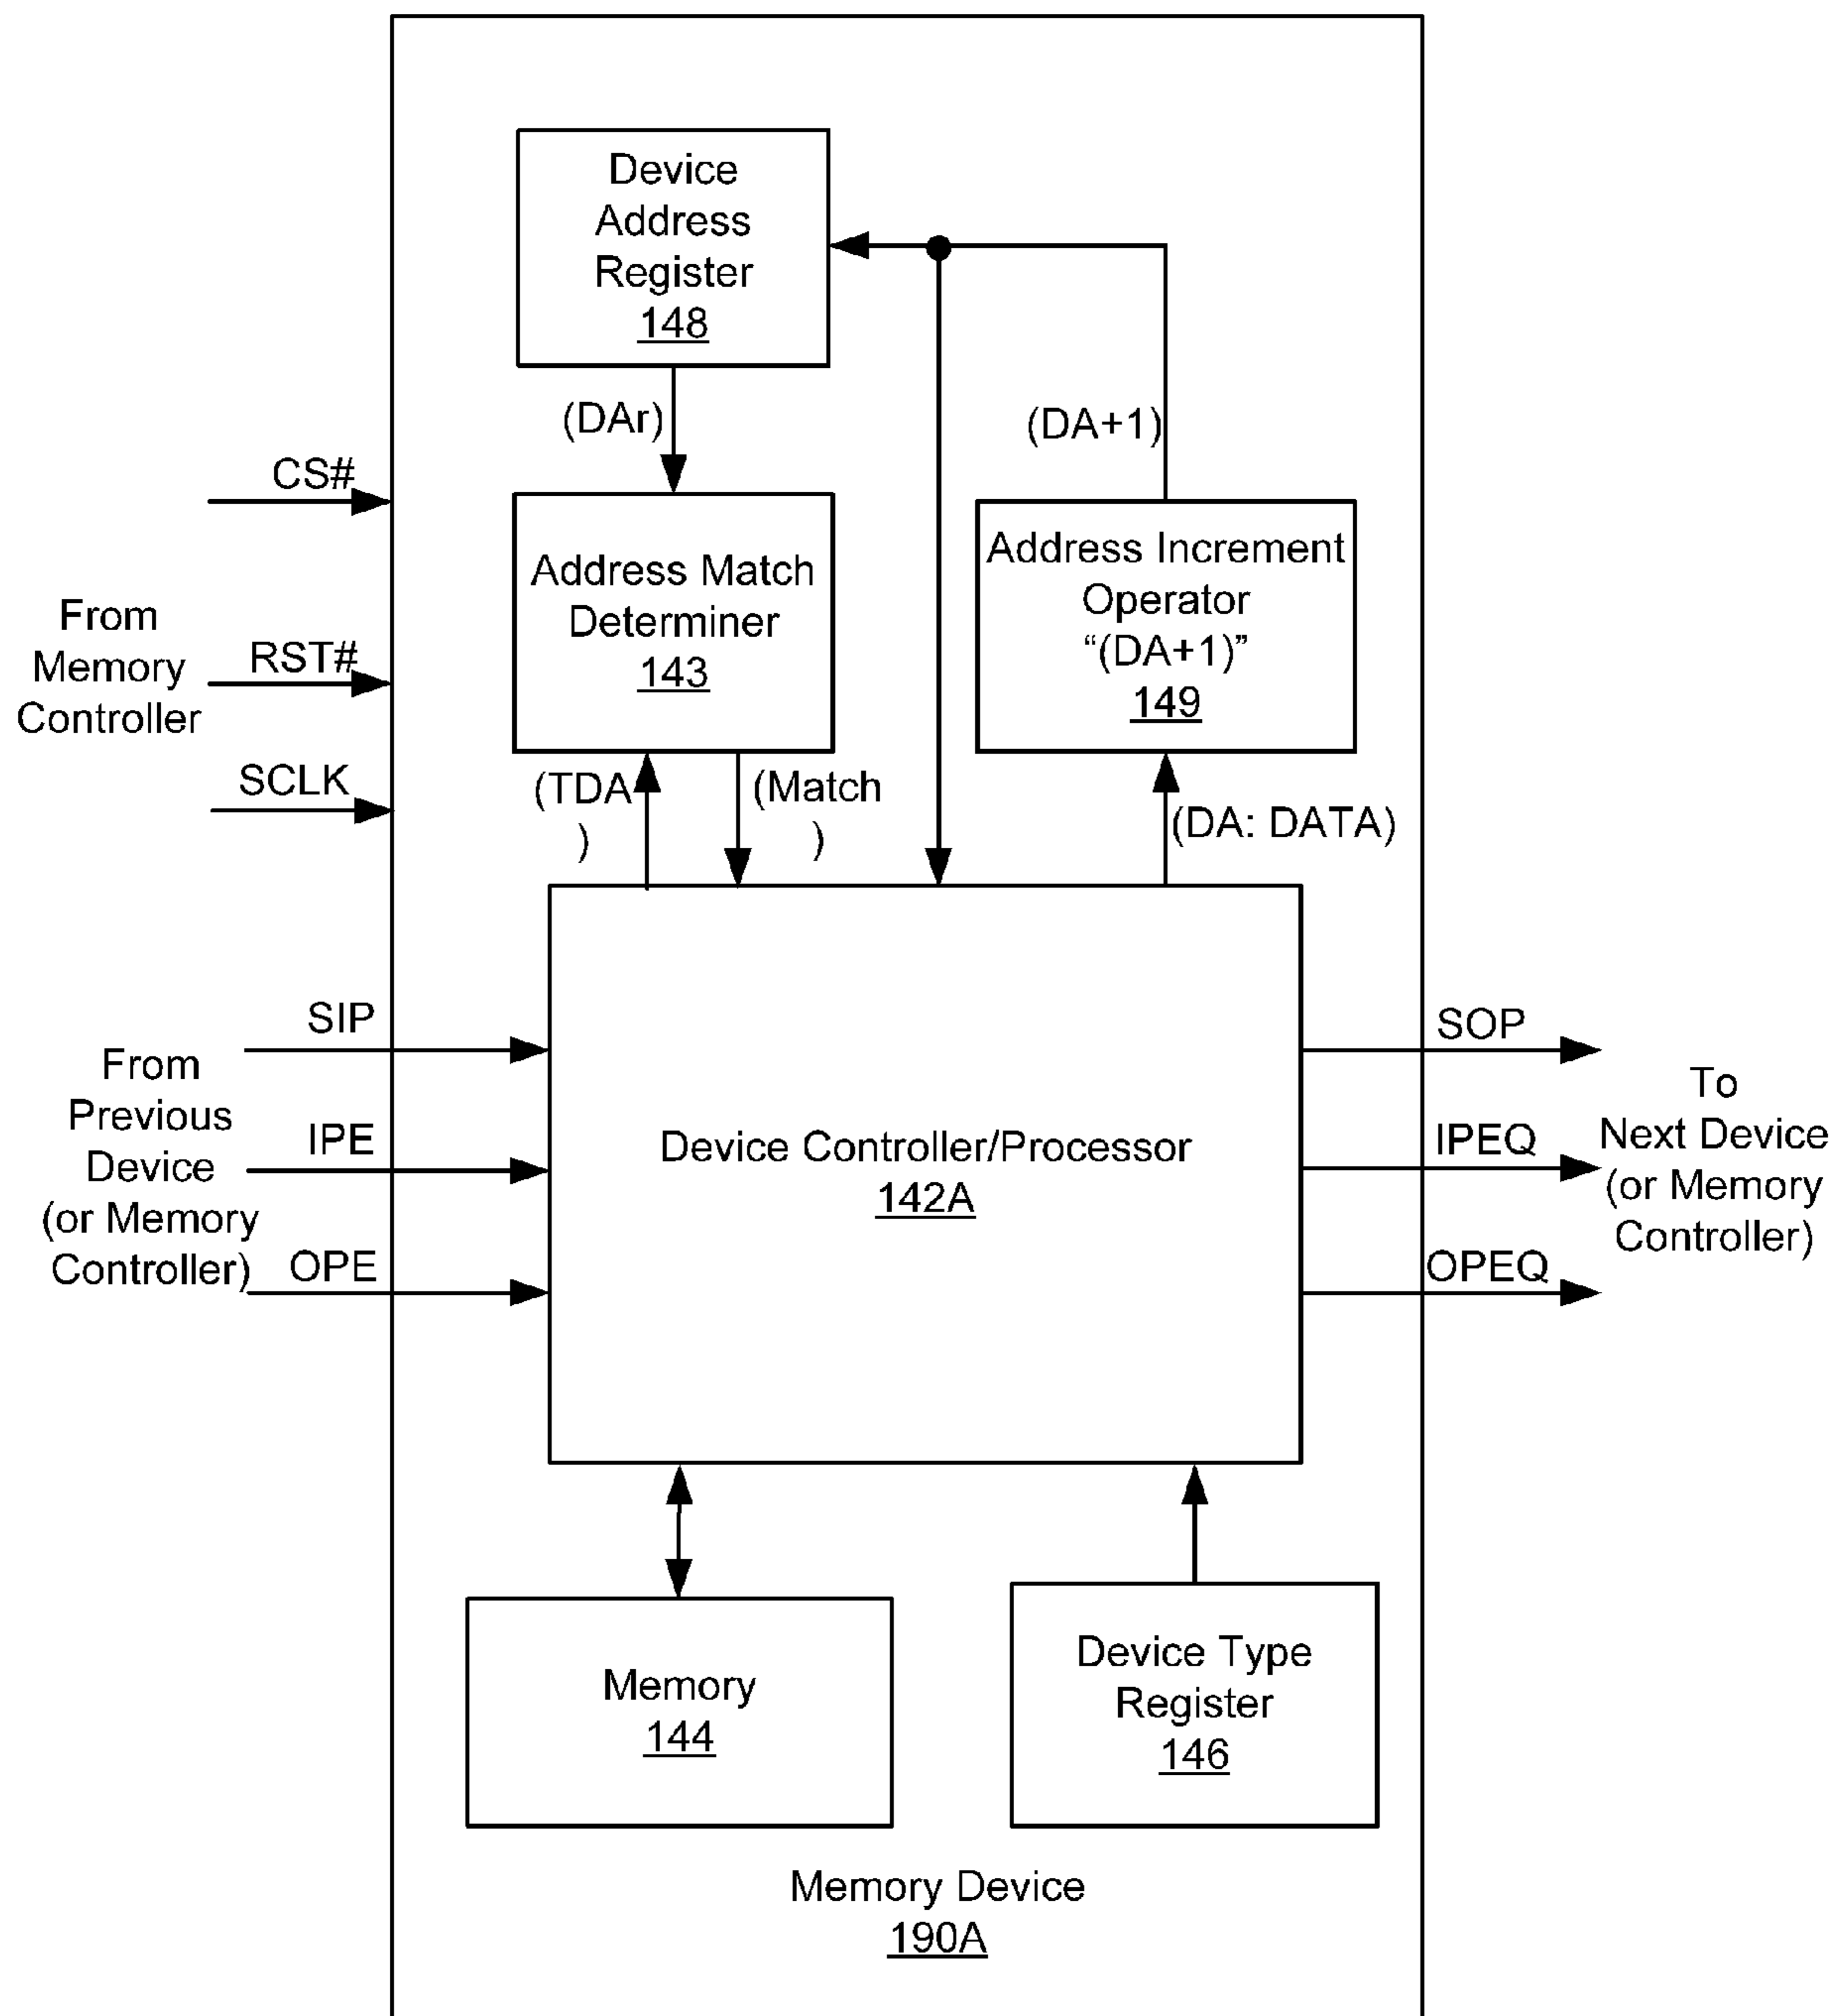 Device
Address
Register
148
(DAr)
(DA+1)
CS#
Address Match
Determiner
143
Address Increment
Operator
“(DA+1)”
149
From
Memory
Controller
RST#
SCLK
(TDA
)
(Match
)
(DA: DATA)
SIP
From
Previous
Device
(or Memory
Controller)
IPE
OPE
Device Controller/Processor
142A
SOP
IPEQ
OPEQ
To
Next Device
(or Memory
Controller)
Memory
144
Device Type
Register
146
Memory Device
190A